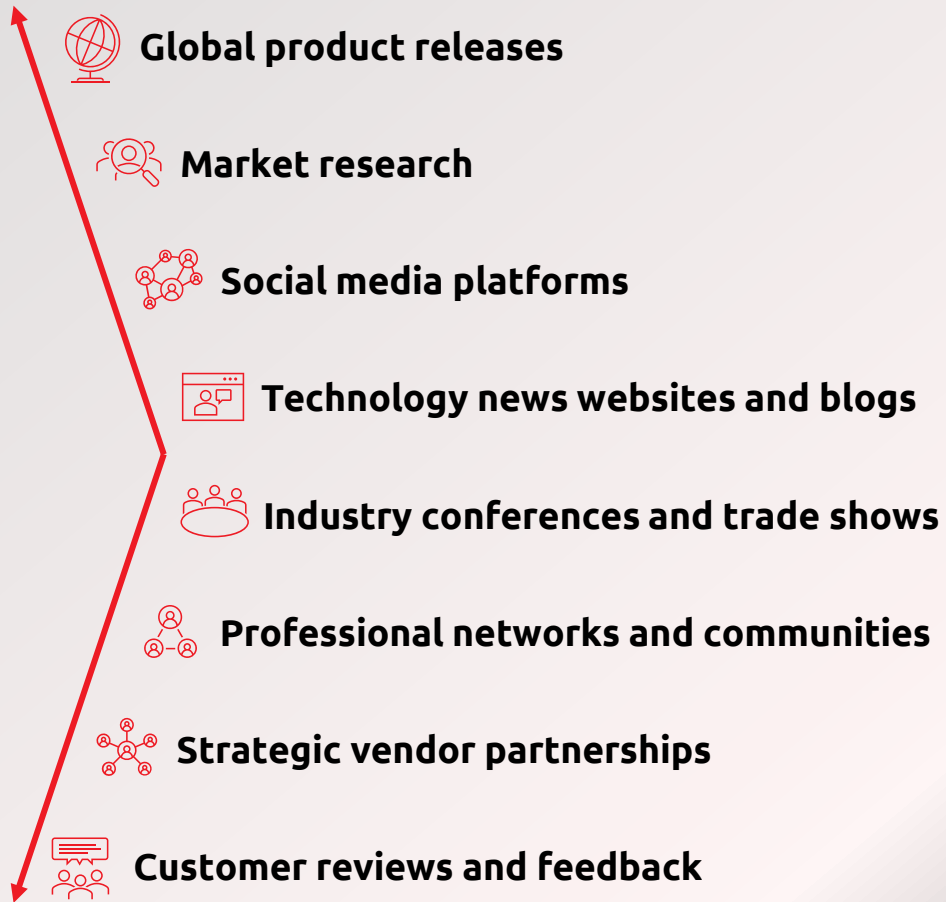 Global product releases
Market research
Social media platforms
Technology news websites and blogs
Industry conferences and trade shows
Professional networks and communities
Strategic vendor partnerships
Customer reviews and feedback